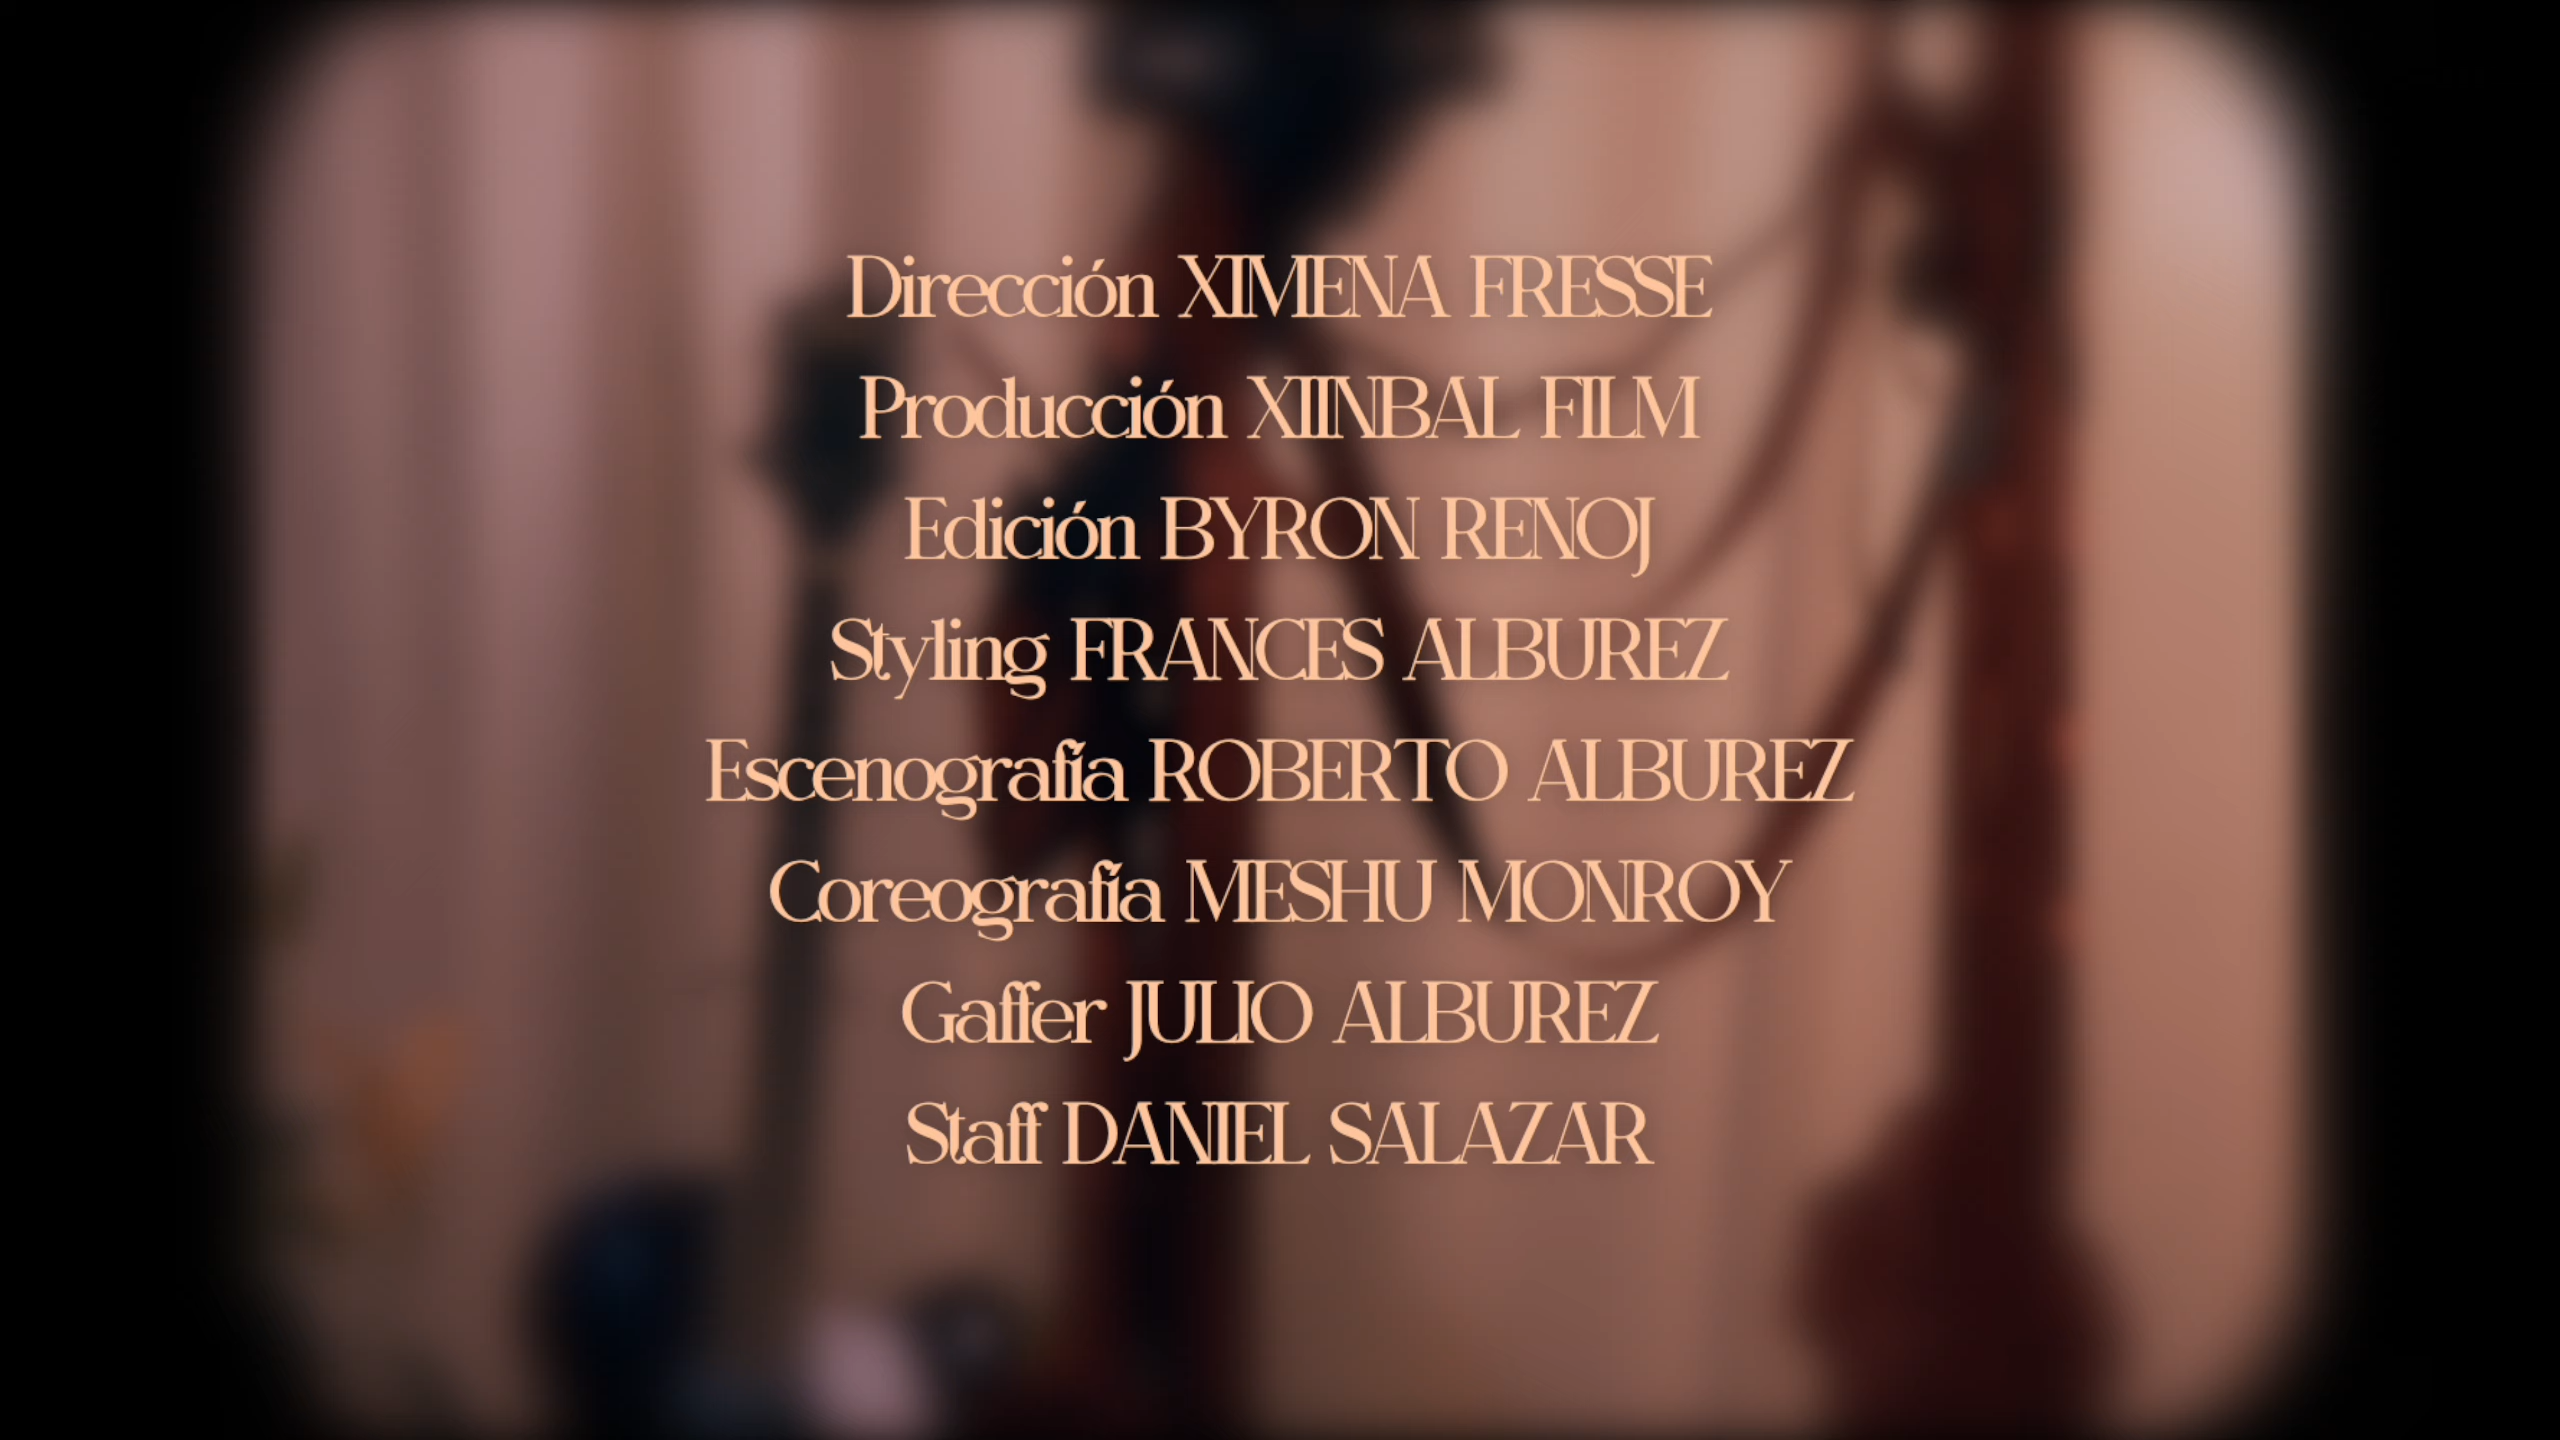 Dirección XIMENA FRESSE
Producción XIINBAL FILM
Edición BYRON RENOJ
Styling FRANCES ALBUREZ
Escenografía ROBERTO ALBUREZ
Coreografía MESHU MONROY
Gaffer JULIO ALBUREZ
Staff DANIEL SALAZAR